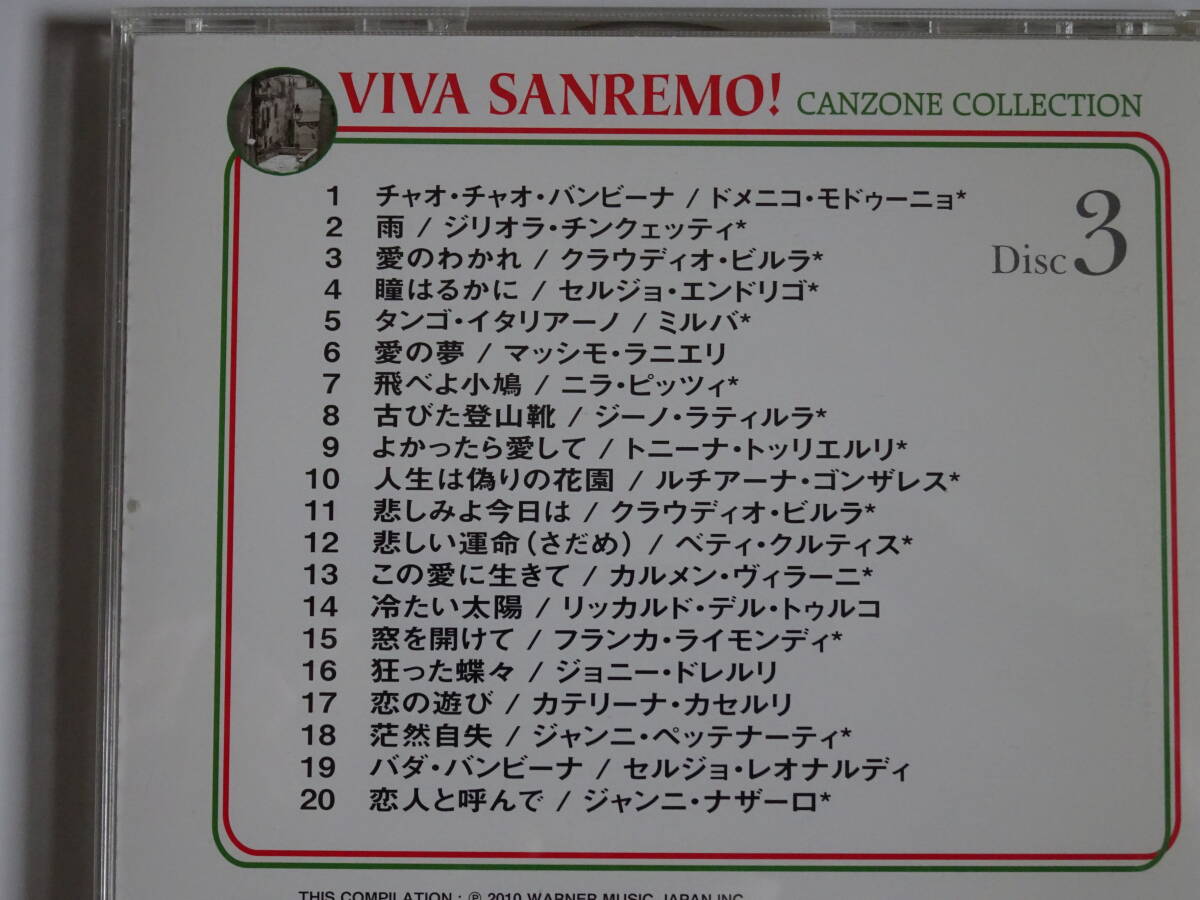 VIVA SANREMO! CANZONE COLLECTION
Disc 3
1 チャオ・チャオ・バンビーナ / ドメニコ・モドゥーニョ*
2 雨 / ジリオラ・チンクェッティ*
3 愛のわかれ / クラウディオ・ビルラ*
4 瞳はるかに / セルジョ・エンドリゴ*
5 タンゴ・イタリアーノ / ミルバ*
6 愛の夢 / マッシモ・ラニエリ
7 飛べよ小鳩 / ニラ・ピッツィ*
8 古びた登山靴 / ジーノ・ラティルラ*
9 よかったら愛して / トニーナ・トッリエルリ*
10 人生は偽りの花園 / ルチアーナ・ゴンザレス*
11 悲しみよ今日は / クラウディオ・ビルラ*
12 悲しい運命(さだめ) / ベティ・クルティス*
13 この愛に生きて / カルメン・ヴィラーニ*
14 冷たい太陽 / リッカルド・デル・トゥルコ
15 窓を開けて / フランカ・ライモンディ*
16 狂った蝶々 / ジョニー・ドレルリ
17 恋の遊び / カテリーナ・カセルリ
18 茫然自失 / ジャンニ・ペッテナーティ*
19 バダ・バンビーナ / セルジョ・レオナルディ
20 恋人と呼んで / ジャンニ・ナザーロ*
THIS COMPILATION : ℗ 2010 WARNER MUSIC JAPAN INC.